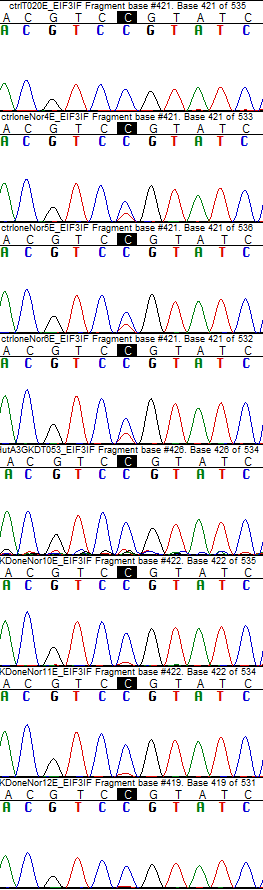 ctrlT020E_EIF3IF Fragment base #421. Base 421 of 535
A C G T C C G T A T C
A C G T C C G T A T C
ctrloneNor4E_EIF3IF Fragment base #421. Base 421 of 533
A C G T C C G T A T C
A C G T C C G T A T C
ctrloneNor5E_EIF3IF Fragment base #421. Base 421 of 536
A C G T C C G T A T C
A C G T C C G T A T C
ctrloneNor6E_EIF3IF Fragment base #421. Base 421 of 532
A C G T C C G T A T C
A C G T C C G T A T C
HutA3GKDT053_EIF3IF Fragment base #426. Base 426 of 534
A C G T C C G T A T C
A C G T C C G T A T C
KDoneNor10E_EIF3IF Fragment base #422. Base 422 of 535
A C G T C C G T A T C
A C G T C C G T A T C
KDoneNor11E_EIF3IF Fragment base #422. Base 422 of 534
A C G T C C G T A T C
A C G T C C G T A T C
KDoneNor12E_EIF3IF Fragment base #419. Base 419 of 531
A C G T C C G T A T C
A C G T C C G T A T C